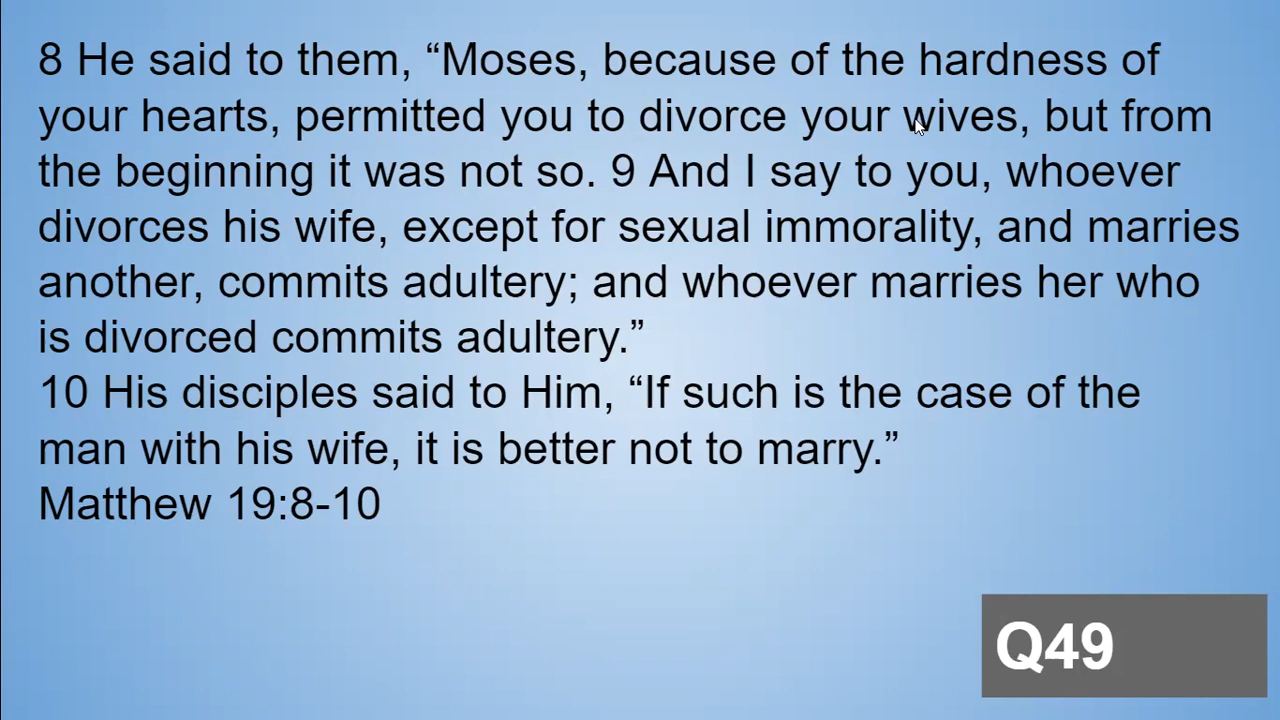 8 He said to them, “Moses, because of the hardness of
your hearts, permitted you to divorce your wives, but from
the beginning it was not so. 9 And I say to you, whoever
divorces his wife, except for sexual immorality, and marries
another, commits adultery; and whoever marries her who
is divorced commits adultery.”
10 His disciples said to Him, “If such is the case of the
man with his wife, it is better not to marry.”
Matthew 19:8-10
Q49